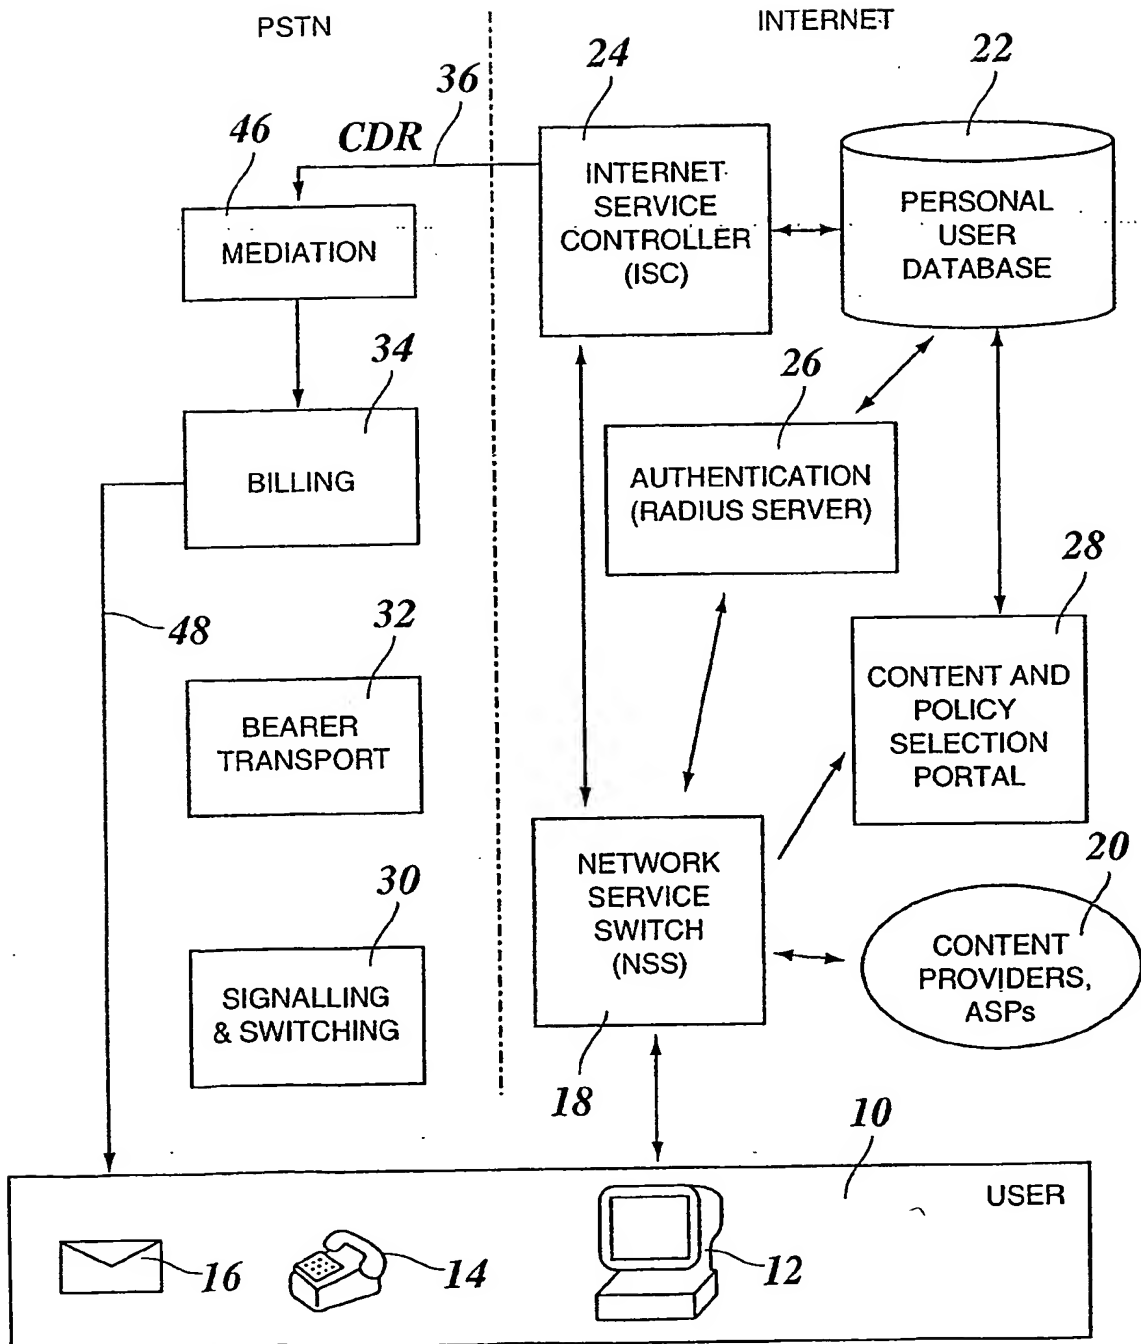 PSTN
INTERNET
24
22
36
46
CDR
INTERNET
SERVICE
CONTROLLER
(ISC)
PERSONAL
USER
DATABASE
MEDIATION
34
26
BILLING
AUTHENTICATION
(RADIUS SERVER)
28
48
32
BEARER
TRANSPORT
CONTENT AND
POLICY
SELECTION
PORTAL
30
NETWORK
SERVICE
SWITCH
(NSS)
20
CONTENT
PROVIDERS,
ASPs
SIGNALLING
& SWITCHING
18
10
USER
16
14
12